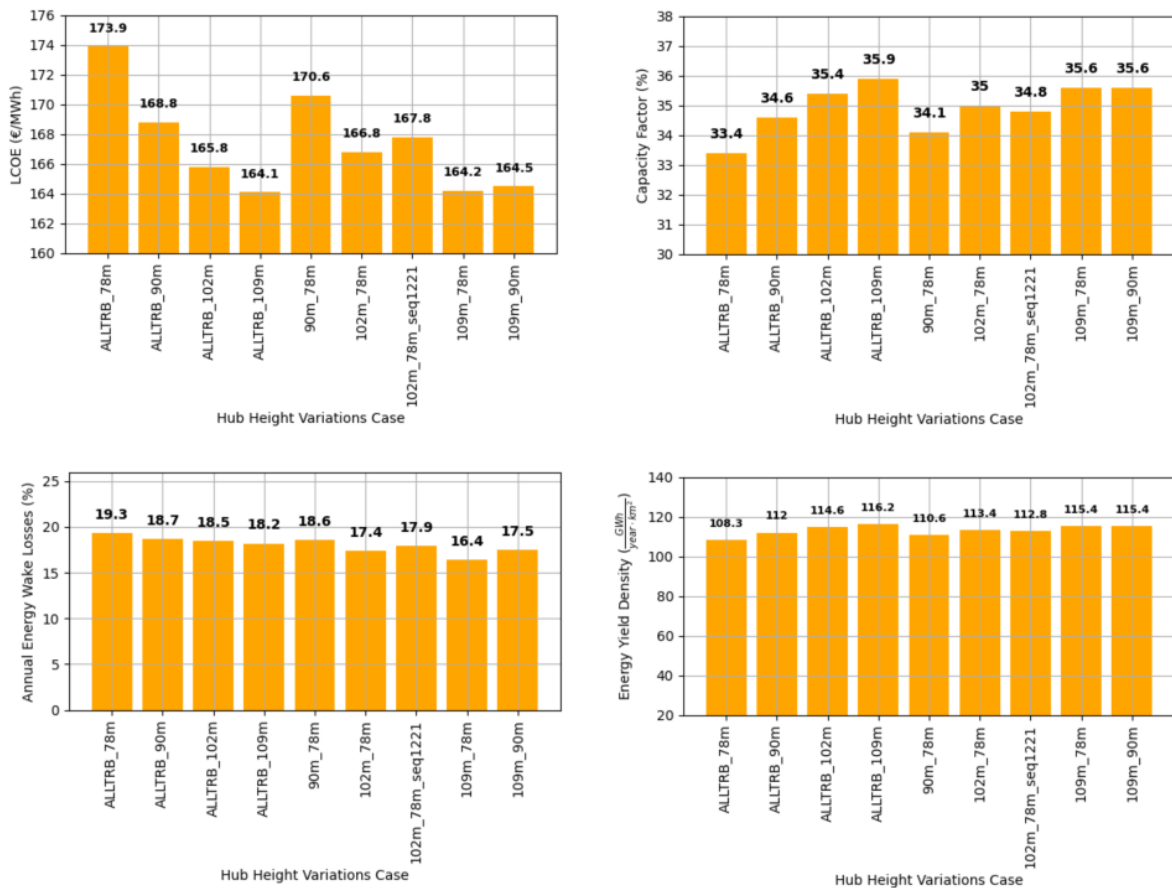 176
174
172
170
168
166
164
162
160
LCOE (€/MWh)
173.9
168.8
165.8
164.1
170.6
166.8
167.8
164.2
164.5
ALLTRB_78m
ALLTRB_90m
ALLTRB_102m
ALLTRB_109m
90m_78m
102m_78m
102m_78m_seq1221
109m_78m
109m_90m
Hub Height Variations Case
38
37
36
35
34
33
32
31
30
Capacity Factor (%)
33.4
34.6
35.4
35.9
34.1
35
34.8
35.6
35.6
ALLTRB_78m
ALLTRB_90m
ALLTRB_102m
ALLTRB_109m
90m_78m
102m_78m
102m_78m_seq1221
109m_78m
109m_90m
Hub Height Variations Case
25
20
15
10
5
0
Annual Energy Wake Losses (%)
19.3
18.7
18.5
18.2
18.6
17.4
17.9
16.4
17.5
ALLTRB_78m
ALLTRB_90m
ALLTRB_102m
ALLTRB_109m
90m_78m
102m_78m
102m_78m_seq1221
109m_78m
109m_90m
Hub Height Variations Case
140
120
100
80
60
40
20
Energy Yield Density (GWh/year·km²)
108.3
112
114.6
116.2
110.6
113.4
112.8
115.4
115.4
ALLTRB_78m
ALLTRB_90m
ALLTRB_102m
ALLTRB_109m
90m_78m
102m_78m
102m_78m_seq1221
109m_78m
109m_90m
Hub Height Variations Case